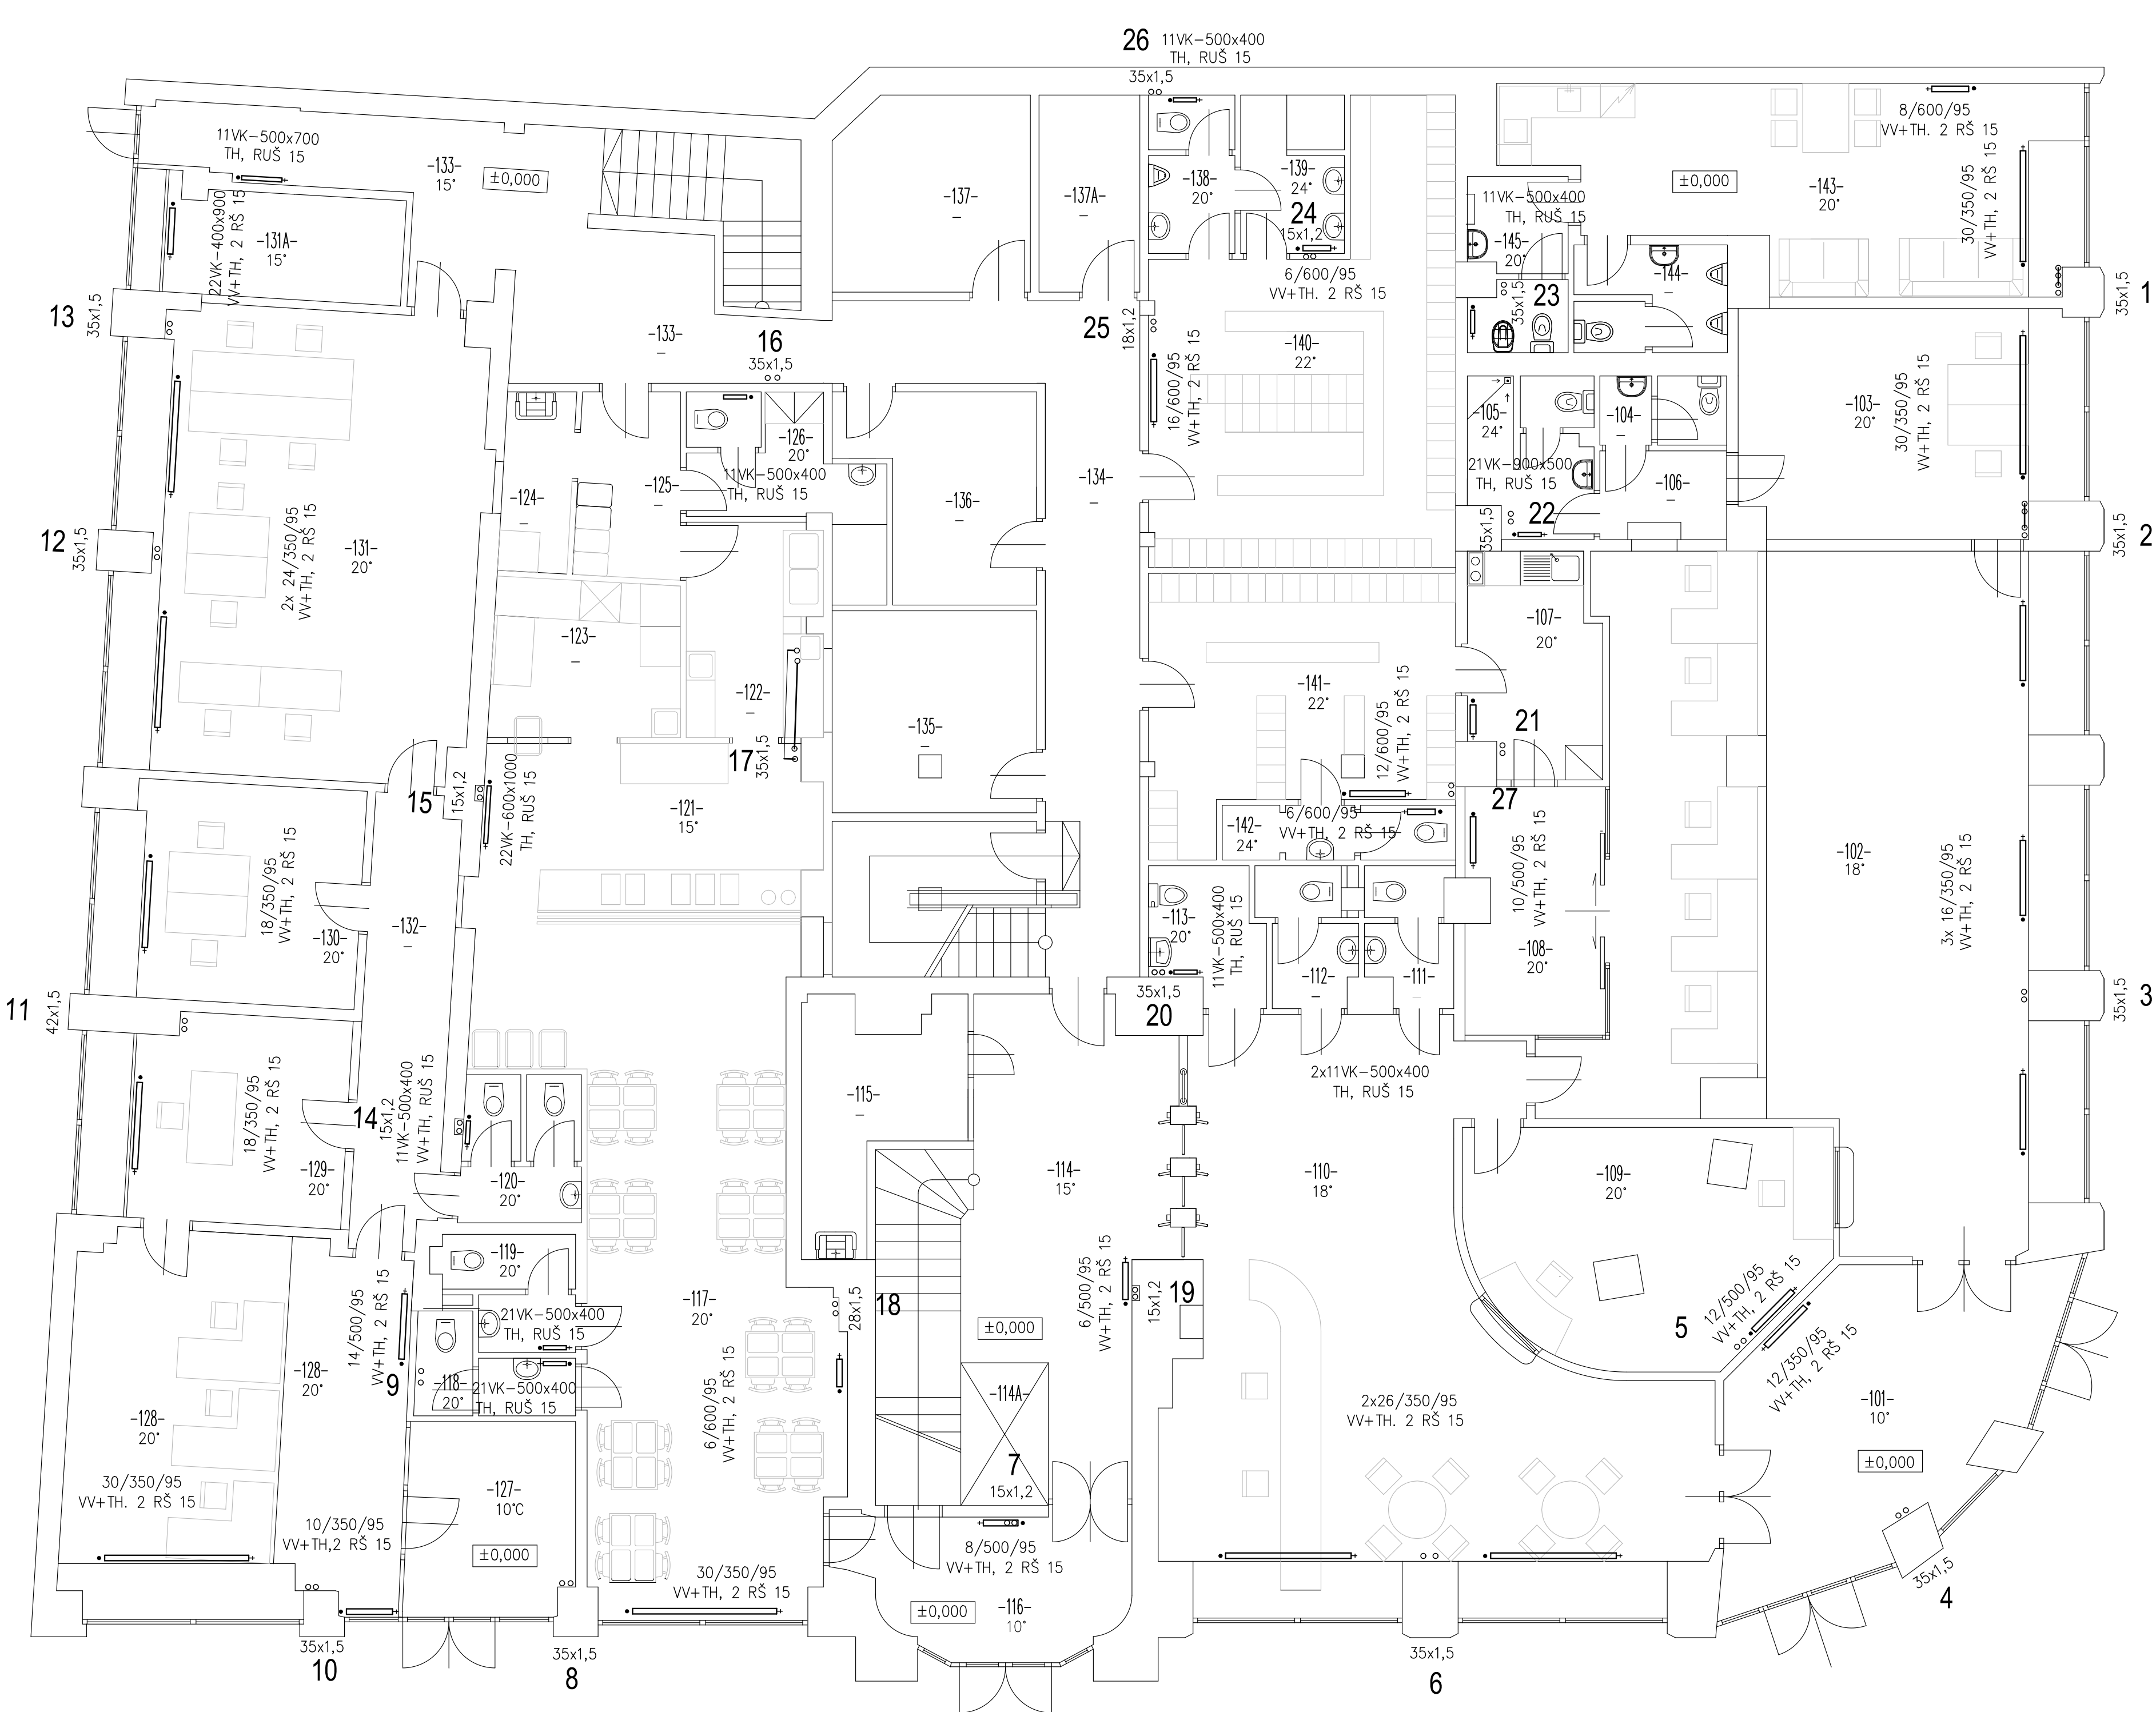 26
11VK-500x400
TH, RUŠ 15
35x1,5
11VK-500x700
TH, RUŠ 15
-133-
15°
±0,000
22VK-400x900
VV+TH, 2 RŠ 15
-131A-
15°
-137-
-137A-
-138-
20°
-139-
24°
24
15x1,2
6/600/95
VV+TH. 2 RŠ 15
8/600/95
VV+TH. 2 RŠ 15
±0,000
-143-
20°
30/350/95
VV+TH, 2 RŠ 15
11VK-500x400
TH, RUŠ 15
-145-
20°
-144-
23
35x1,5
1
35x1,5
13
35x1,5
-133-
16
35x1,5
25
18x1,2
16/600/95
VV+TH, 2 RŠ 15
-140-
22°
-103-
20°
30/350/95
VV+TH, 2 RŠ 15
-105-
24°
-104-
21VK-900x500
TH, RUŠ 15
-106-
22
35x1,5
2
35x1,5
12
35x1,5
2x 24/350/95
VV+TH, 2 RŠ 15
-131-
20°
-124-
-125-
-126-
20°
11VK-500x400
TH, RUŠ 15
-136-
-134-
-123-
-122-
17
35x1,5
-135-
-141-
22°
12/600/95
VV+TH, 2 RŠ 15
-107-
20°
21
27
15
15x1,2
22VK-600x1000
TH, RUŠ 15
-121-
15°
6/600/95
VV+TH, 2 RŠ 15
-142-
24°
10/500/95
VV+TH, 2 RŠ 15
-108-
20°
-102-
18°
3x 16/350/95
VV+TH, 2 RŠ 15
18/350/95
VV+TH, 2 RŠ 15
-130-
20°
-132-
-113-
20°
11VK-500x400
TH, RUŠ 15
-112-
-111-
35x1,5
20
3
35x1,5
11
42x1,5
18/350/95
VV+TH, 2 RŠ 15
-129-
20°
14
15x1,2
11VK-500x400
VV+TH, RUŠ 15
-120-
20°
-115-
-114-
15°
2x11VK-500x400
TH, RUŠ 15
-110-
18°
-109-
20°
-119-
20°
21VK-500x400
TH, RUŠ 15
-117-
20°
28x1,5
18
±0,000
6/500/95
VV+TH, 2 RŠ 15
15x1,2
19
5
12/500/95
VV+TH, 2 RŠ 15
12/350/95
VV+TH, 2 RŠ 15
14/500/95
VV+TH, 2 RŠ 15
9
-118-
20°
21VK-500x400
TH, RUŠ 15
-128-
20°
-128-
20°
6/600/95
VV+TH, 2 RŠ 15
-114A-
7
15x1,2
2x26/350/95
VV+TH. 2 RŠ 15
-101-
10°
±0,000
30/350/95
VV+TH. 2 RŠ 15
10/350/95
VV+TH,2 RŠ 15
-127-
10°C
±0,000
30/350/95
VV+TH, 2 RŠ 15
8/500/95
VV+TH, 2 RŠ 15
±0,000
-116-
10°
35x1,5
4
35x1,5
10
35x1,5
8
35x1,5
6